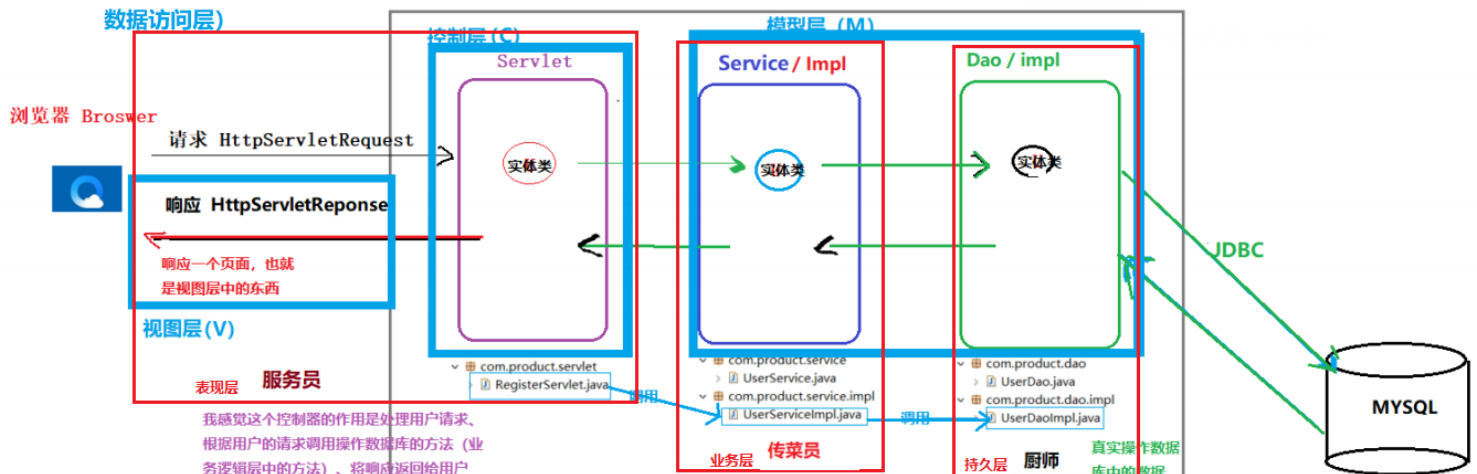 数据访问层）
控制层(C)
模型层（M）
Servlet
Service / Impl
Dao / impl
浏览器 Broswer
请求 HttpServletRequest
实体类
实体类
实体类
响应 HttpServletReponse
响应一个页面，也就
是视图层中的东西
JDBC
视图层(V)
MYSQL
表现层
服务员
com.product.servlet
RegisterServlet.java
调用
com.product.service
UserService.java
com.product.service.impl
UserServiceImpl.java
调用
com.product.dao
UserDao.java
com.product.dao.impl
UserDaoImpl.java
我感觉这个控制器的作用是处理用户请求、
根据用户的请求调用操作数据库的方法（业
务逻辑层中的方法）、将响应返回给用户
业务层
传菜员
持久层
厨师
真实操作数据
库中的数据